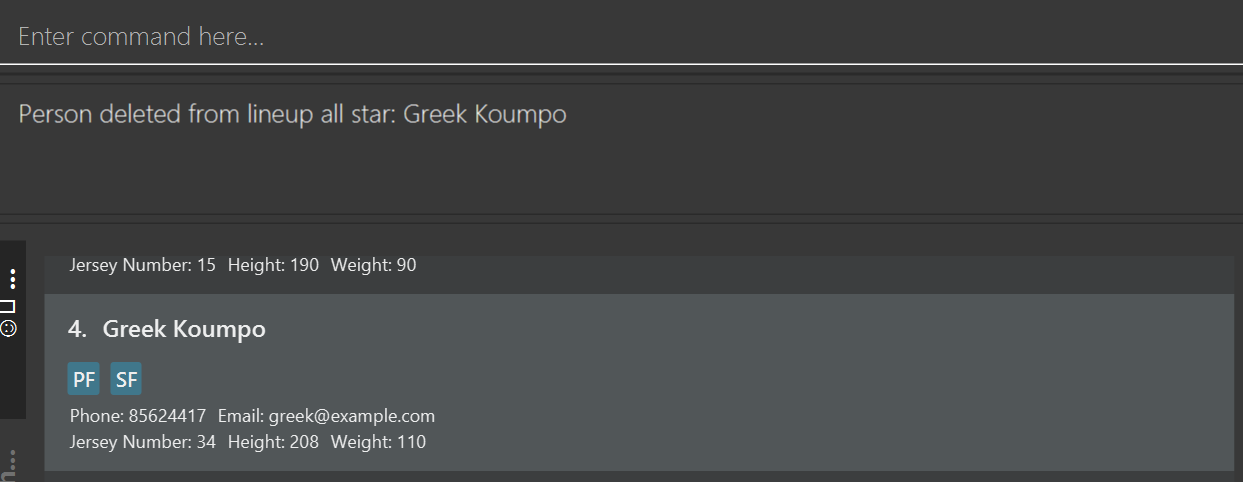 Enter command here...
Person deleted from lineup all star: Greek Koumpo
Jersey Number: 15 Height: 190 Weight: 90
4. Greek Koumpo
PF SF
Phone: 85624417 Email: greek@example.com
Jersey Number: 34 Height: 208 Weight: 110